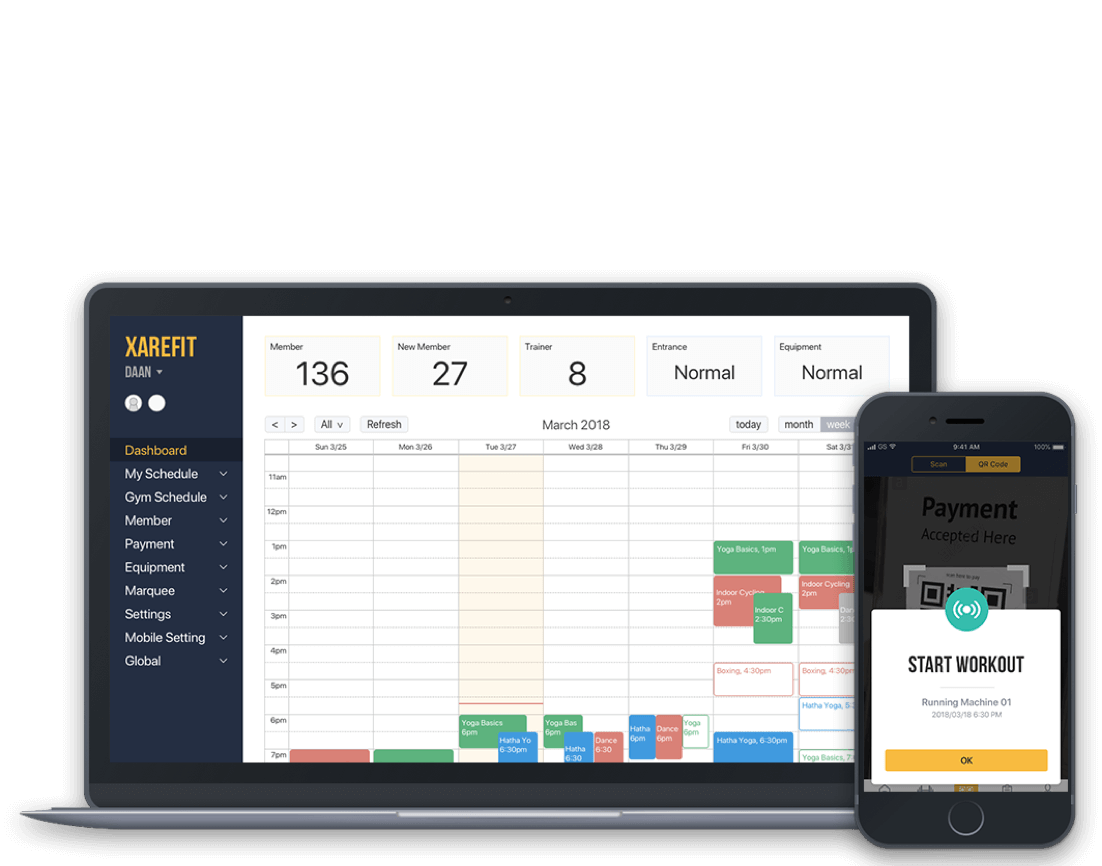 XAREFIT
DAAN
Dashboard
My Schedule
Gym Schedule
Member
Payment
Equipment
Marquee
Settings
Mobile Setting
Global
Member
136
New Member
27
Trainer
8
Entrance
Normal
Equipment
Normal
< >
All
Refresh
March 2018
today
month week
Sun 3/25 Mon 3/26 Tue 3/27 Wed 3/28 Thu 3/29 Fri 3/30 Sat 3/31
11am
12pm
1pm
2pm
3pm
4pm
5pm
6pm
7pm
Yoga Basics
6pm
Hatha Yo
6:30pm
Yoga Bas
6pm
Hatha
6:30
Dance
6:30
Hatha
6pm
Dance
6pm
Yoga
6pm
Yoga Basics, 1pm
Indoor Cycling
2pm
Indoor C
2:30pm
Boxing, 4:30pm
Hatha Yoga, 6:30pm
Yoga Basics, 1p
Indoor Cycling
2pm
Dan
2:30
Boxing, 4:30p
Hatha Yoga, 5:
Yoga Basics, 7:
GS
9:41 AM
100%
Scan
QR Code
Payment
Accepted Here
START WORKOUT
Running Machine 01
2018/03/18 6:30 PM
OK